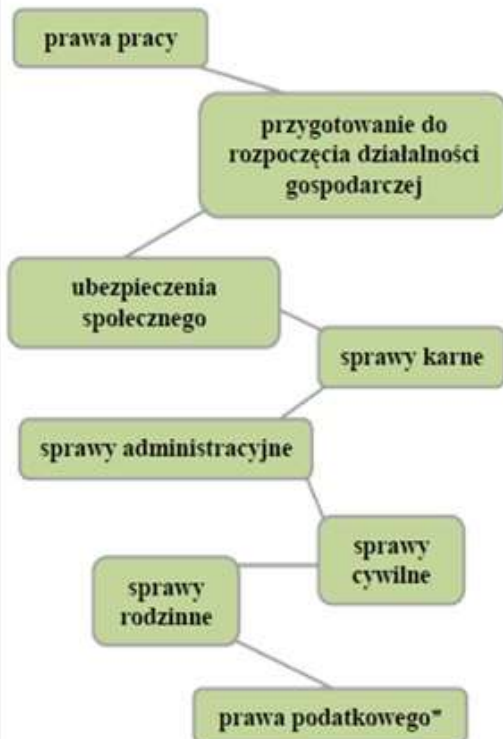 prawa pracy
przygotowanie do
rozpoczęcia działalności
gospodarczej
ubezpieczenia
społecznego
sprawy karne
sprawy administracyjne
sprawy
cywilne
sprawy
rodzinne
prawa podatkowego*